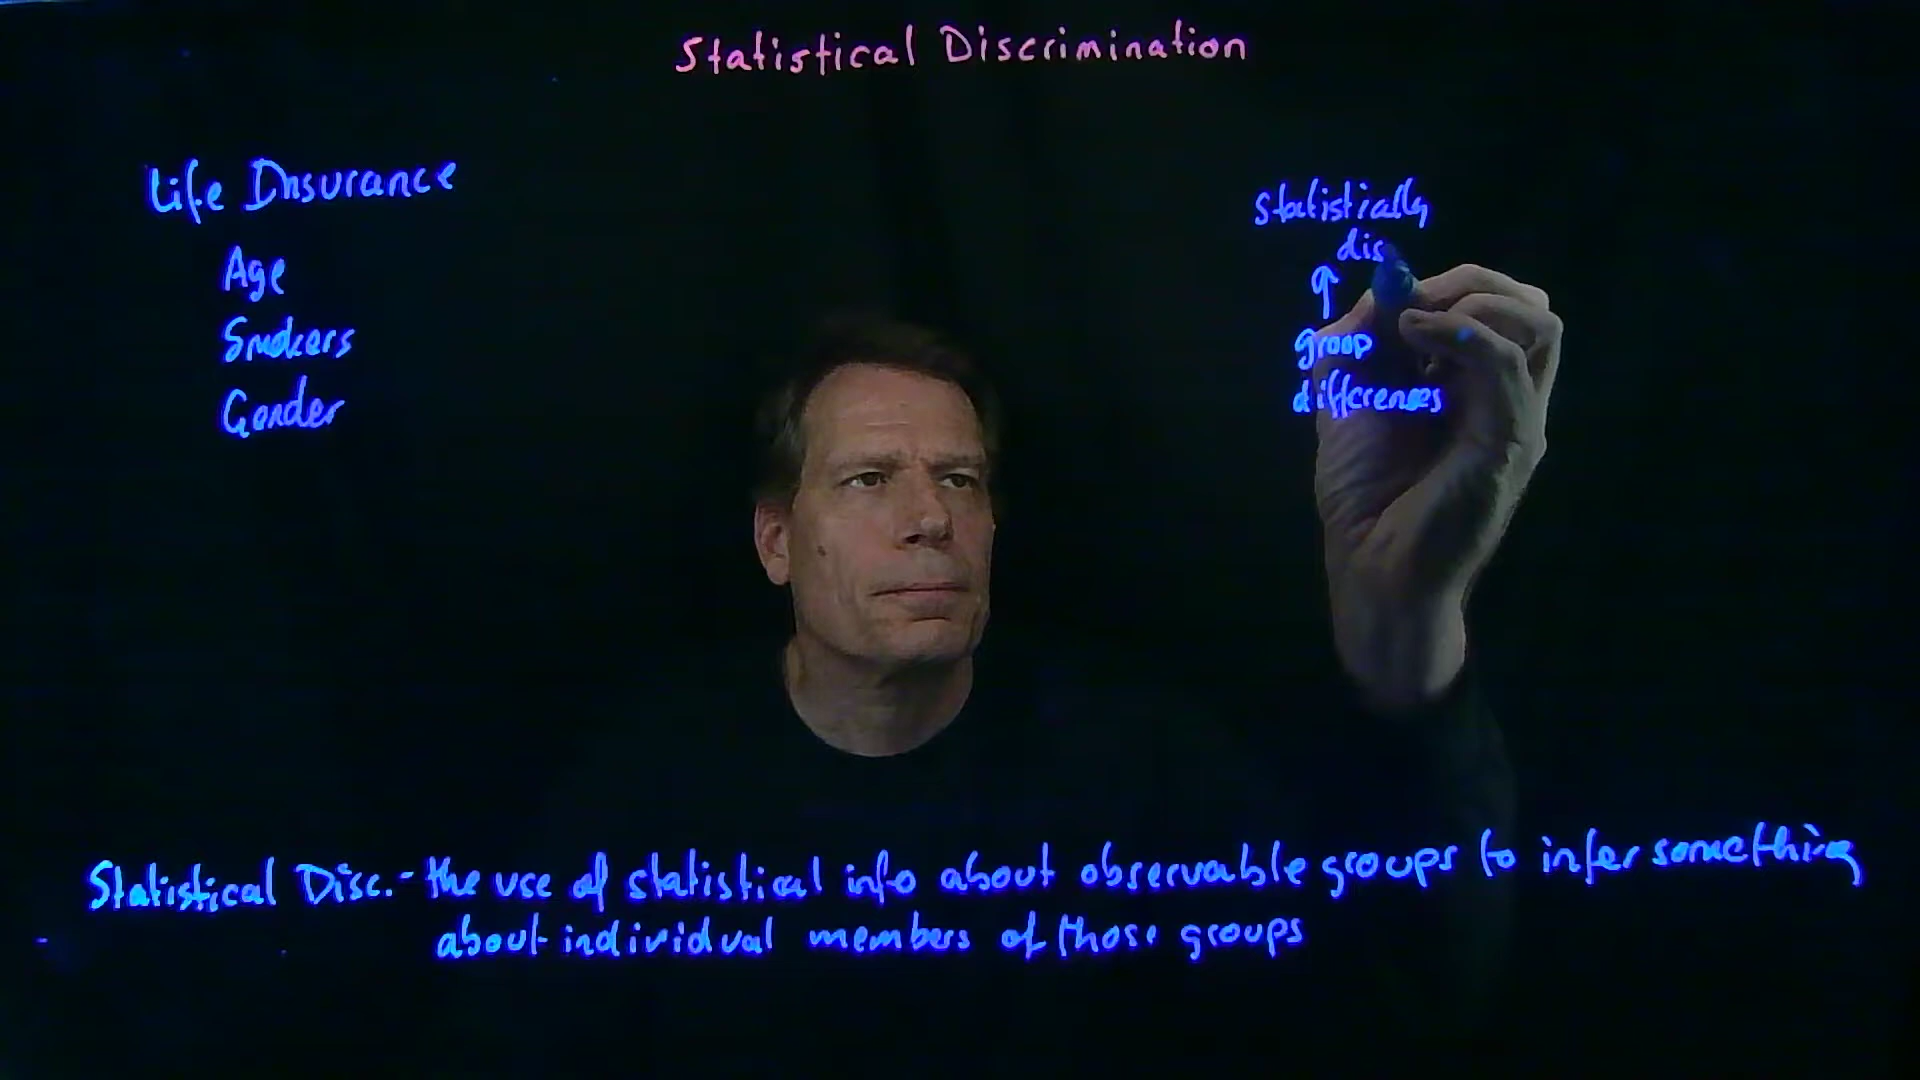 Statistical Discrimination
Life Insurance
Age
Smokers
Gender
Statistically
dis
↑
group
differences
Statistical Disc. - the use of statistical info about observable groups to infer something
about individual members of those groups